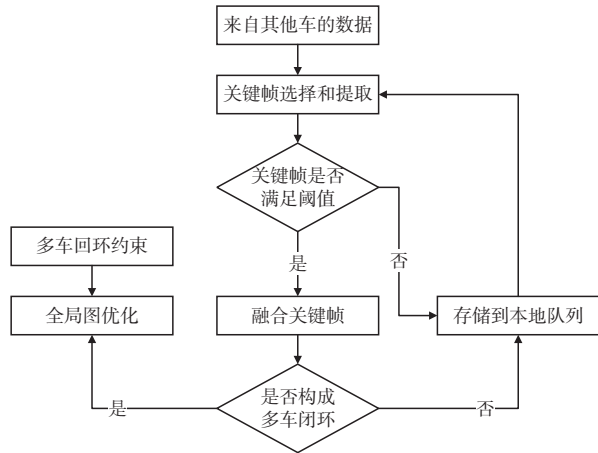 来自其他车的数据
关键帧选择和提取
关键帧是否
满足阈值
多车回环约束
是
否
全局图优化
融合关键帧
存储到本地队列
是否构成
多车闭环
是
否